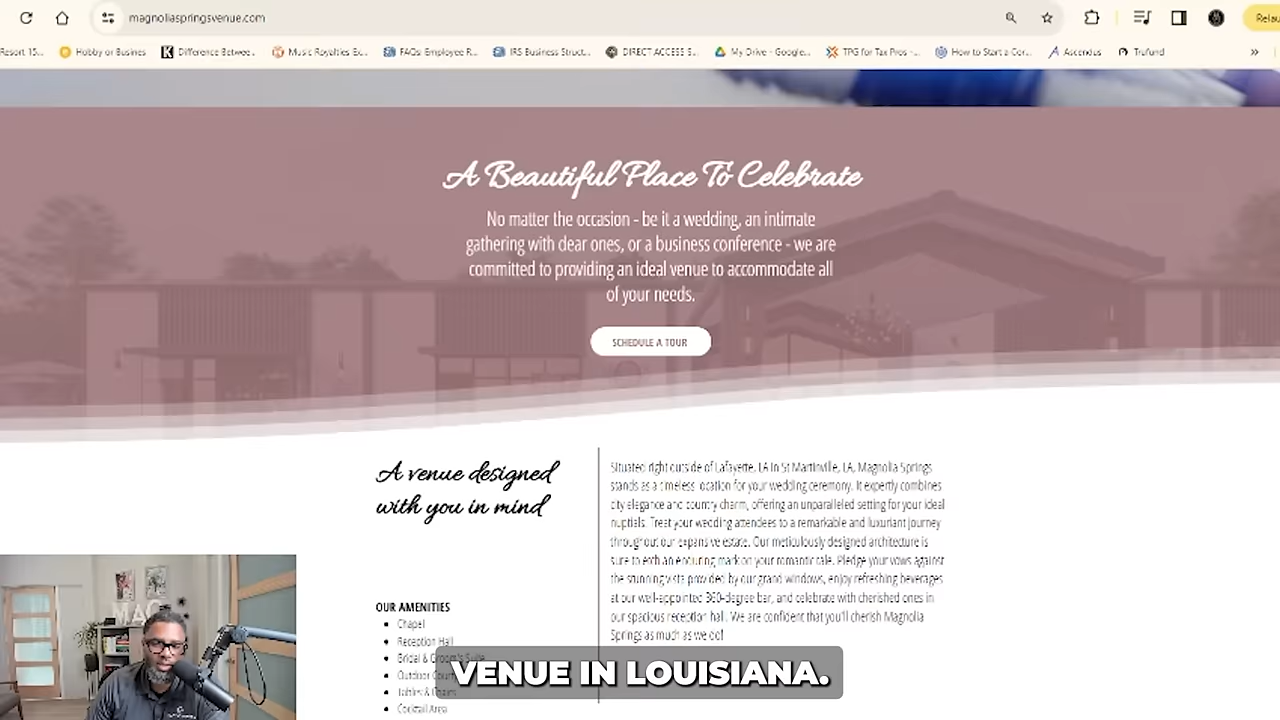 magnoliaspringsvenue.com
Relau
Resort 15...
Hobby or Busines
Difference Betwee...
Music Royalties Ex...
FAQs: Employee R...
IRS Business Struct...
DIRECT ACCESS S...
My Drive - Google...
TPG for Tax Pros -...
How to Start a Cor...
Ascendus
Trufund
»
A Beautiful Place To Celebrate
No matter the occasion - be it a wedding, an intimate
gathering with dear ones, or a business conference - we are
committed to providing an ideal venue to accommodate all
of your needs.
SCHEDULE A TOUR
A venue designed
with you in mind
Situated right outside of Lafayette, LA in St Martinville, LA, Magnolia Springs
stands as a timeless location for your wedding ceremony. It expertly combines
city elegance and country charm, offering an unparalleled setting for your ideal
nuptials. Treat your wedding attendees to a remarkable and luxuriant journey
throughout our expansive estate. Our meticulously designed architecture is
sure to etch an enduring mark on your romantic tale. Pledge your vows against
the stunning vista provided by our grand windows, enjoy refreshing beverages
at our well-appointed 360-degree bar, and celebrate with cherished ones in
our spacious reception hall. We are confident that you'll cherish Magnolia
Springs as much as we do!
OUR AMENITIES
Chapel
Reception Hall
Bridal & Groom's Suite
Outdoor Court
Tables & Chairs
Cocktail Area
MAG
VENUE IN LOUISIANA.